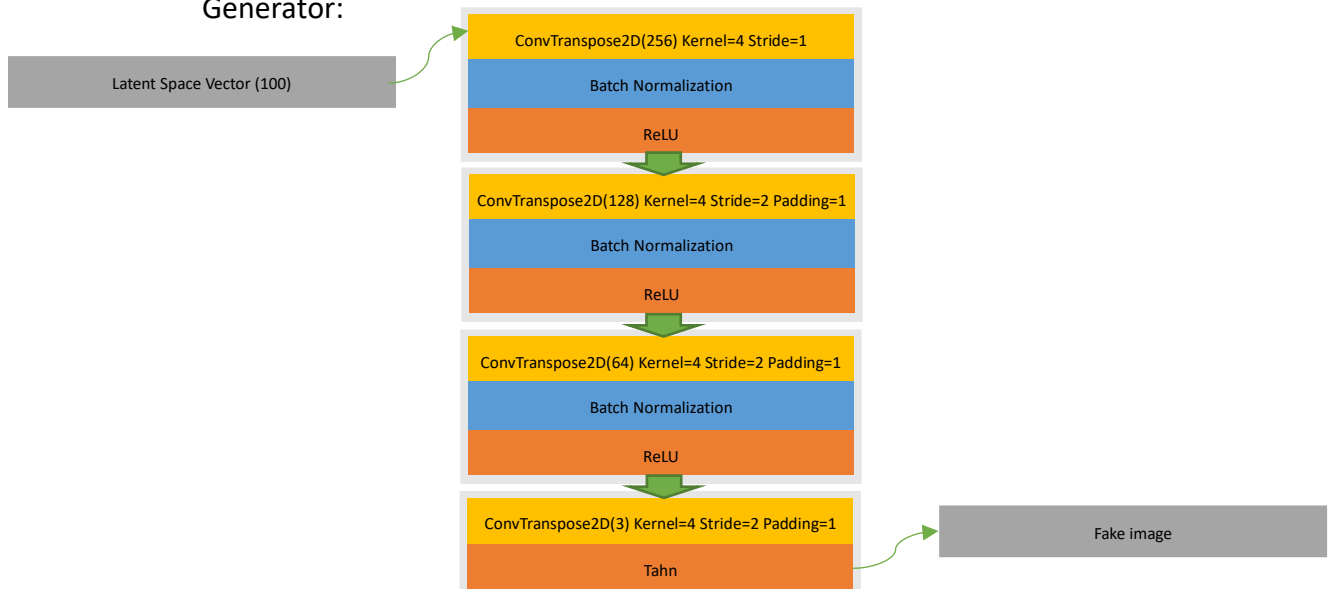 Generator:
Latent Space Vector (100)
ConvTranspose2D(256) Kernel=4 Stride=1
Batch Normalization
ReLU
ConvTranspose2D(128) Kernel=4 Stride=2 Padding=1
Batch Normalization
ReLU
ConvTranspose2D(64) Kernel=4 Stride=2 Padding=1
Batch Normalization
ReLU
ConvTranspose2D(3) Kernel=4 Stride=2 Padding=1
Tahn
Fake image